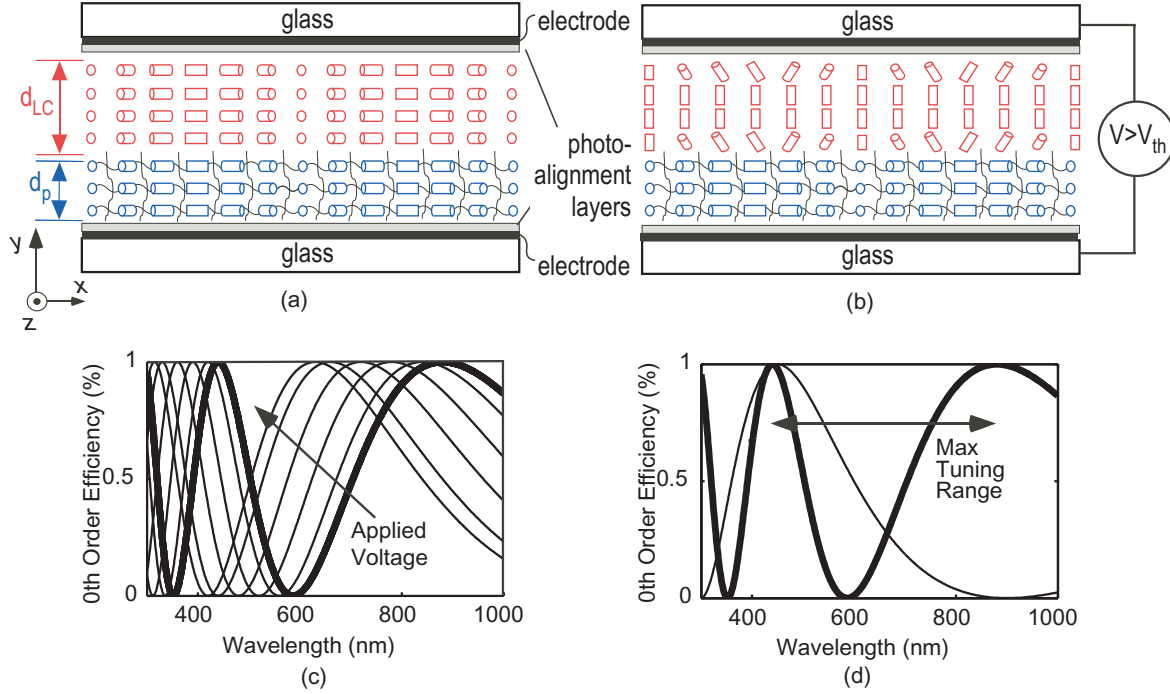 glass
electrode
glass
d_LC
d_p
photo-
alignment
layers
V>V_th
y
x
z
glass
electrode
glass
(a)
(b)
0th Order Efficiency (%)
1
0.5
0
Applied
Voltage
400
600
800
1000
Wavelength (nm)
(c)
0th Order Efficiency (%)
1
0.5
0
Max
Tuning
Range
400
600
800
1000
Wavelength (nm)
(d)